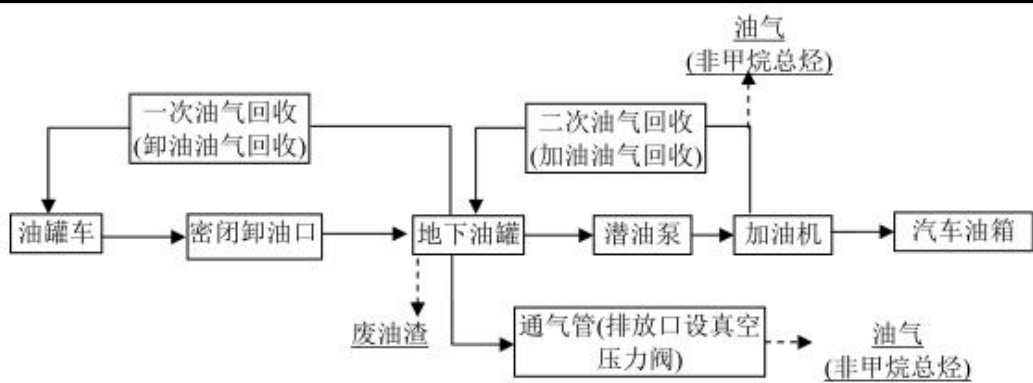 油气
(非甲烷总烃)
一次油气回收
(卸油油气回收)
二次油气回收
(加油油气回收)
油罐车
密闭卸油口
地下油罐
潜油泵
加油机
汽车油箱
废油渣
通气管(排放口设真空
压力阀)
油气
(非甲烷总烃)